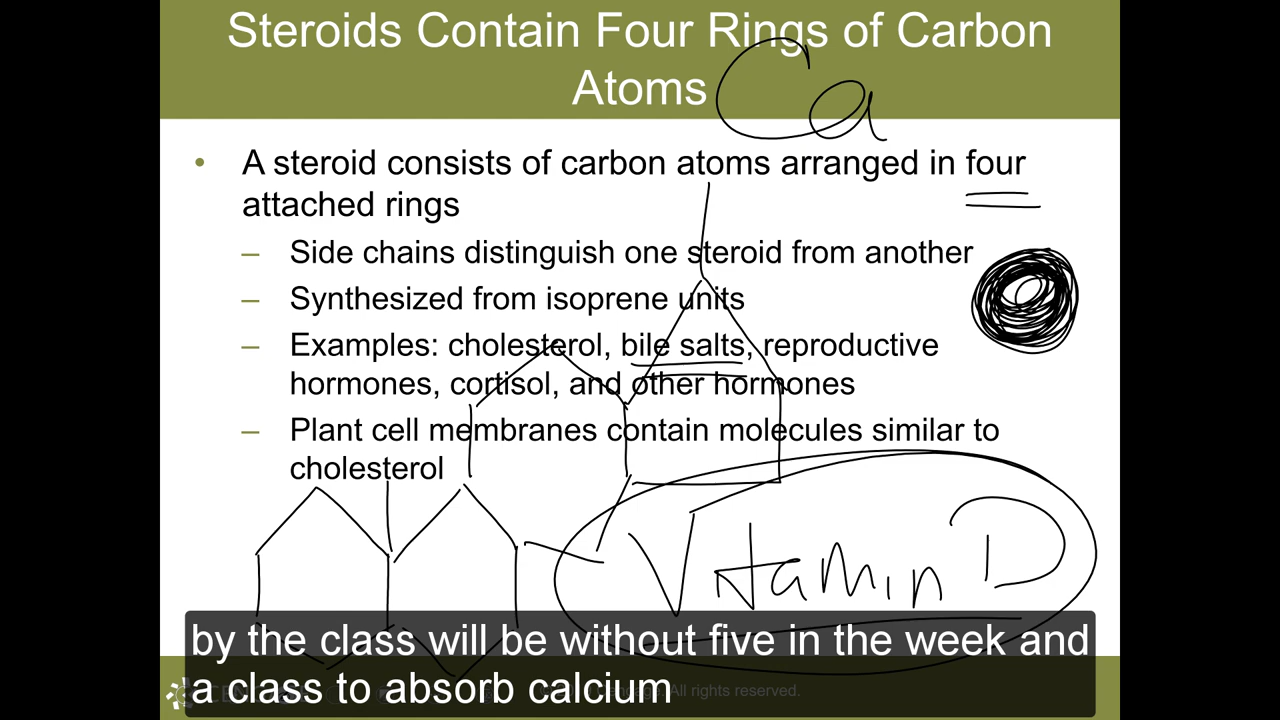 Steroids Contain Four Rings of Carbon
Atoms
Ca
• A steroid consists of carbon atoms arranged in four
attached rings
– Side chains distinguish one steroid from another
– Synthesized from isoprene units
– Examples: cholesterol, bile salts, reproductive
hormones, cortisol, and other hormones
– Plant cell membranes contain molecules similar to
cholesterol
Vitamin D
by the class will be without five in the week and
a class to absorb calcium
All rights reserved.